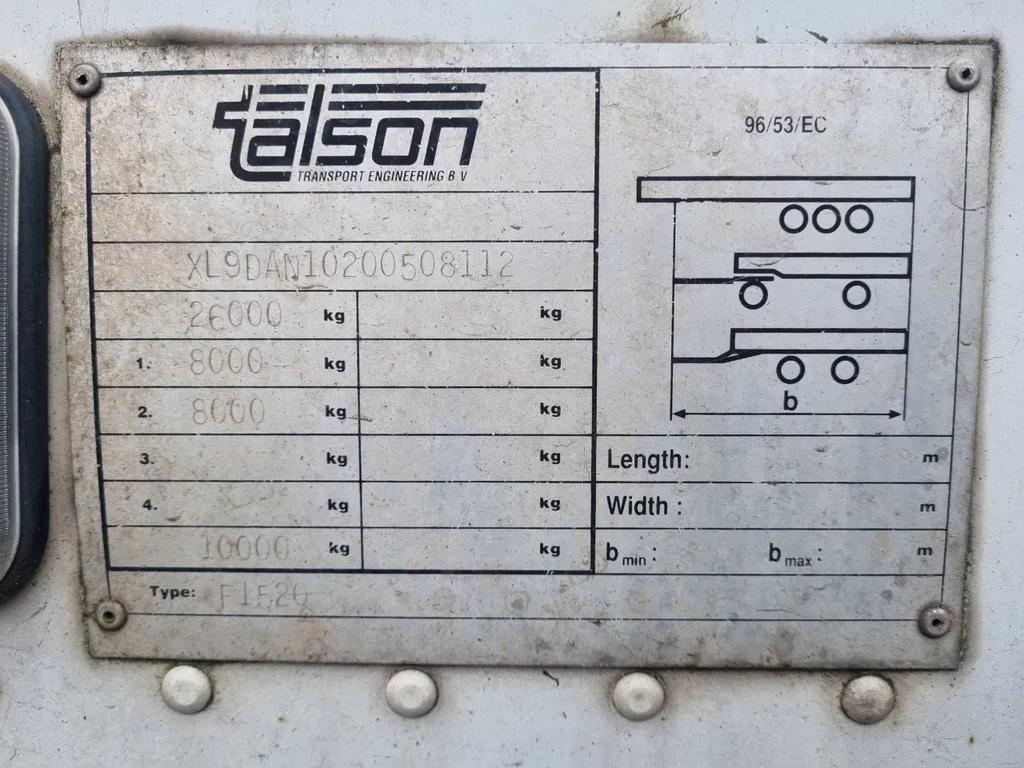 talson
TRANSPORT ENGINEERING B.V
XL9DAN10200508112
26000 kg kg
1. 8000 kg kg
2. 8000 kg kg
3. kg kg
4. kg kg
10000 kg kg
Type:
96/53/EC
b
Length: m
Width : m
b min : b max : m